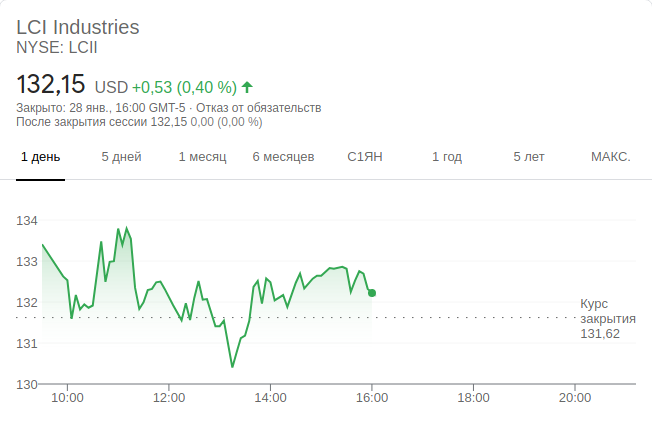 LCI Industries
NYSE: LCII
132,15 USD +0,53 (0,40 %)
Закрыто: 28 янв., 16:00 GMT-5 · Отказ от обязательств
После закрытия сессии 132,15 0,00 (0,00 %)
1 день 5 дней 1 месяц 6 месяцев С1ЯН 1 год 5 лет МАКС.
134
133
132
131
130
Курс
закрытия
131,62
10:00 12:00 14:00 16:00 18:00 20:00